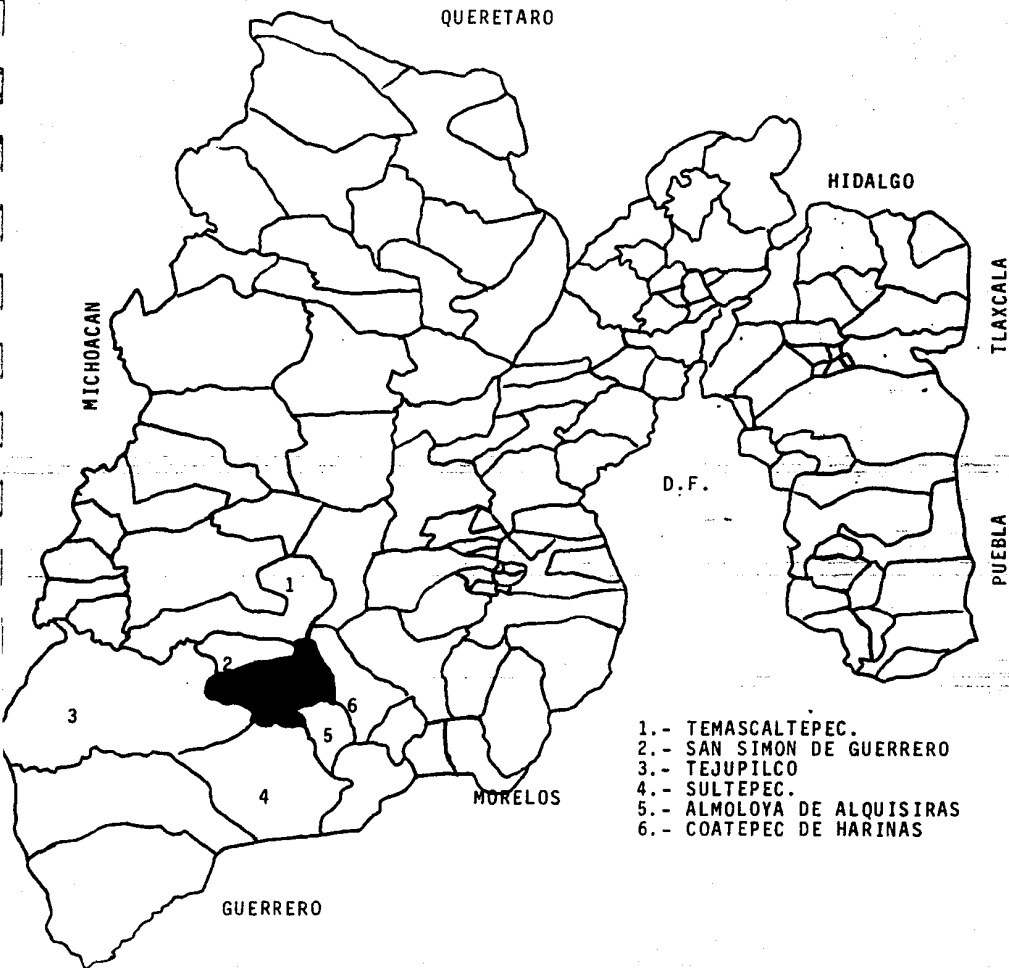 QUERETARO
HIDALGO
TLAXCALA
MICHOACAN
D.F.
PUEBLA
1
2
3
6
5
4
1.- TEMASCALTEPEC.
2.- SAN SIMON DE GUERRERO
3.- TEJUPILCO
4.- SULTEPEC.
5.- ALMOLOYA DE ALQUISIRAS
6.- COATEPEC DE HARINAS
MORELOS
GUERRERO